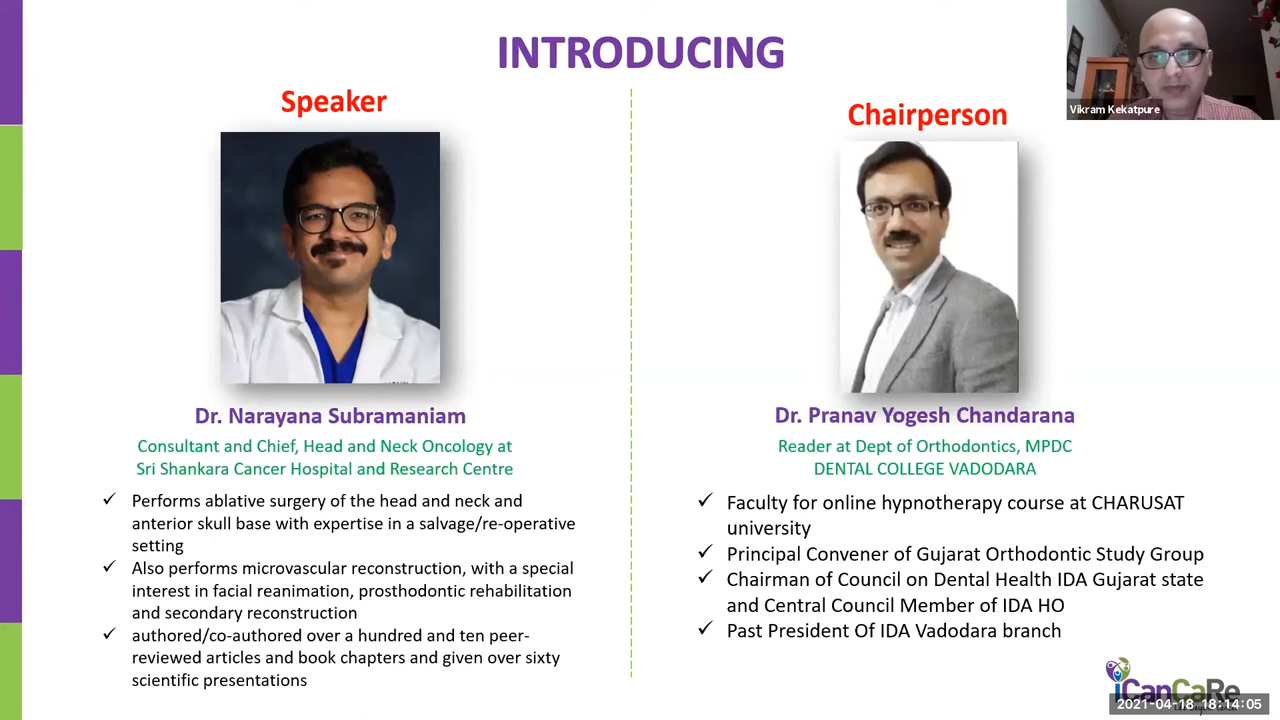 INTRODUCING
Speaker
Dr. Narayana Subramaniam
Consultant and Chief, Head and Neck Oncology at
Sri Shankara Cancer Hospital and Research Centre
✓ Performs ablative surgery of the head and neck and
anterior skull base with expertise in a salvage/re-operative
setting
✓ Also performs microvascular reconstruction, with a special
interest in facial reanimation, prosthodontic rehabilitation
and secondary reconstruction
✓ authored/co-authored over a hundred and ten peer-
reviewed articles and book chapters and given over sixty
scientific presentations
Chairperson
Dr. Pranav Yogesh Chandarana
Reader at Dept of Orthodontics, MPDC
DENTAL COLLEGE VADODARA
✓ Faculty for online hypnotherapy course at CHARUSAT
university
✓ Principal Convener of Gujarat Orthodontic Study Group
✓ Chairman of Council on Dental Health IDA Gujarat state
and Central Council Member of IDA HO
✓ Past President Of IDA Vadodara branch
Vikram Kekatpure
iCanCaRe
2021-04-18 18:14:05